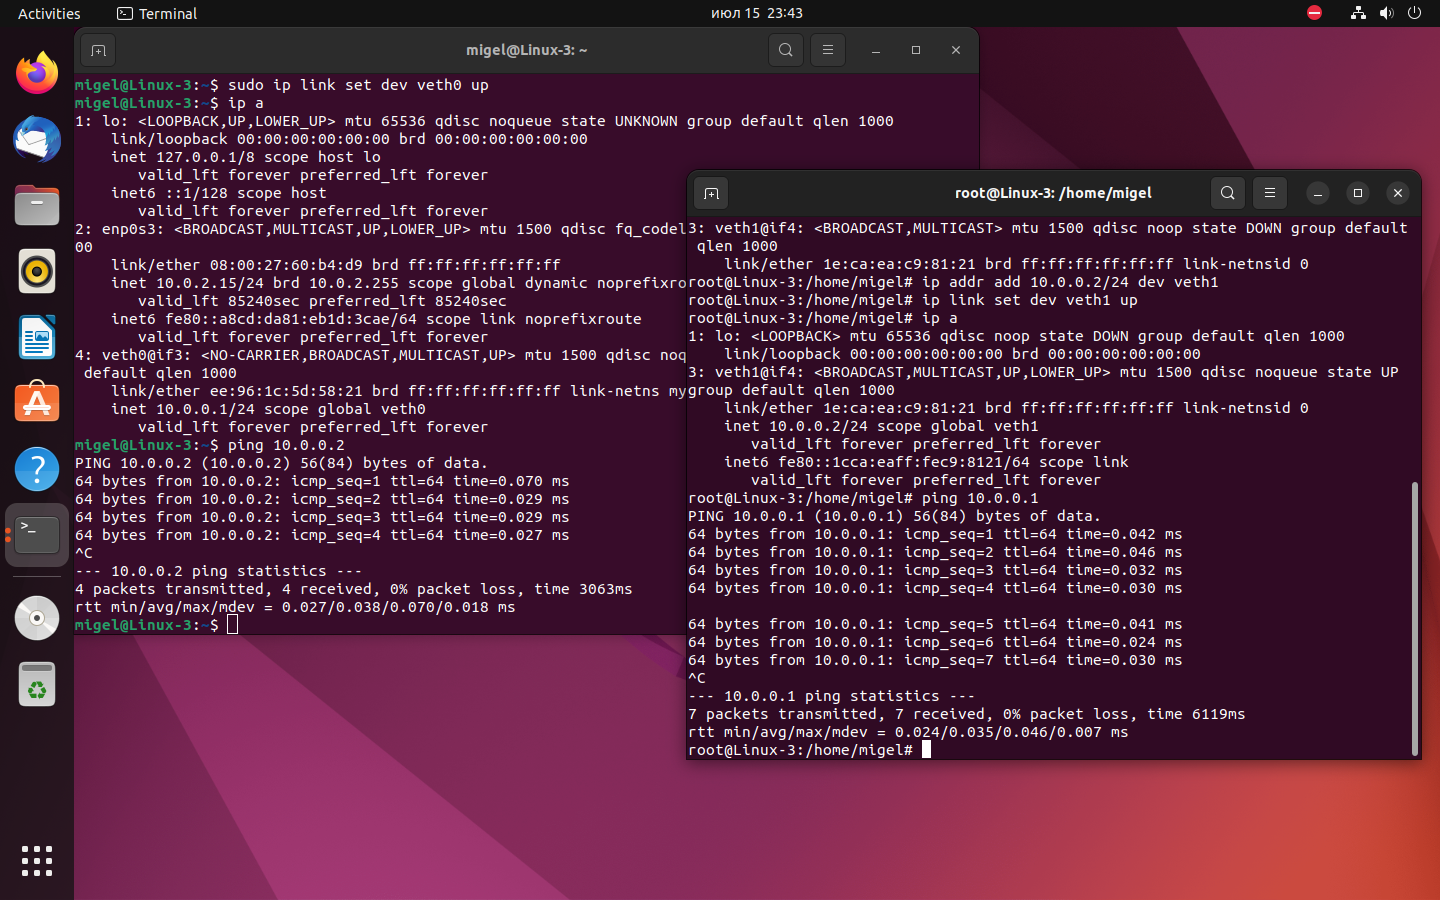 Activities
Terminal
июл 15 23:43
migel@Linux-3: ~
migel@Linux-3:~$ sudo ip link set dev veth0 up
migel@Linux-3:~$ ip a
1: lo: <LOOPBACK,UP,LOWER_UP> mtu 65536 qdisc noqueue state UNKNOWN group default qlen 1000
    link/loopback 00:00:00:00:00:00 brd 00:00:00:00:00:00
    inet 127.0.0.1/8 scope host lo
       valid_lft forever preferred_lft forever
    inet6 ::1/128 scope host
       valid_lft forever preferred_lft forever
2: enp0s3: <BROADCAST,MULTICAST,UP,LOWER_UP> mtu 1500 qdisc fq_codel
00
    link/ether 08:00:27:60:b4:d9 brd ff:ff:ff:ff:ff:ff
    inet 10.0.2.15/24 brd 10.0.2.255 scope global dynamic noprefixro
       valid_lft 85240sec preferred_lft 85240sec
    inet6 fe80::a8cd:da81:eb1d:3cae/64 scope link noprefixroute
       valid_lft forever preferred_lft forever
4: veth0@if3: <NO-CARRIER,BROADCAST,MULTICAST,UP> mtu 1500 qdisc noq
 default qlen 1000
    link/ether ee:96:1c:5d:58:21 brd ff:ff:ff:ff:ff:ff link-netns my
    inet 10.0.0.1/24 scope global veth0
       valid_lft forever preferred_lft forever
migel@Linux-3:~$ ping 10.0.0.2
PING 10.0.0.2 (10.0.0.2) 56(84) bytes of data.
64 bytes from 10.0.0.2: icmp_seq=1 ttl=64 time=0.070 ms
64 bytes from 10.0.0.2: icmp_seq=2 ttl=64 time=0.029 ms
64 bytes from 10.0.0.2: icmp_seq=3 ttl=64 time=0.029 ms
64 bytes from 10.0.0.2: icmp_seq=4 ttl=64 time=0.027 ms
^C
--- 10.0.0.2 ping statistics ---
4 packets transmitted, 4 received, 0% packet loss, time 3063ms
rtt min/avg/max/mdev = 0.027/0.038/0.070/0.018 ms
migel@Linux-3:~$
root@Linux-3: /home/migel
3: veth1@if4: <BROADCAST,MULTICAST> mtu 1500 qdisc noop state DOWN group default
 qlen 1000
    link/ether 1e:ca:ea:c9:81:21 brd ff:ff:ff:ff:ff:ff link-netnsid 0
root@Linux-3:/home/migel# ip addr add 10.0.0.2/24 dev veth1
root@Linux-3:/home/migel# ip link set dev veth1 up
root@Linux-3:/home/migel# ip a
1: lo: <LOOPBACK> mtu 65536 qdisc noop state DOWN group default qlen 1000
    link/loopback 00:00:00:00:00:00 brd 00:00:00:00:00:00
3: veth1@if4: <BROADCAST,MULTICAST,UP,LOWER_UP> mtu 1500 qdisc noqueue state UP
group default qlen 1000
    link/ether 1e:ca:ea:c9:81:21 brd ff:ff:ff:ff:ff:ff link-netnsid 0
    inet 10.0.0.2/24 scope global veth1
       valid_lft forever preferred_lft forever
    inet6 fe80::1cca:eaff:fec9:8121/64 scope link
       valid_lft forever preferred_lft forever
root@Linux-3:/home/migel# ping 10.0.0.1
PING 10.0.0.1 (10.0.0.1) 56(84) bytes of data.
64 bytes from 10.0.0.1: icmp_seq=1 ttl=64 time=0.042 ms
64 bytes from 10.0.0.1: icmp_seq=2 ttl=64 time=0.046 ms
64 bytes from 10.0.0.1: icmp_seq=3 ttl=64 time=0.032 ms
64 bytes from 10.0.0.1: icmp_seq=4 ttl=64 time=0.030 ms
64 bytes from 10.0.0.1: icmp_seq=5 ttl=64 time=0.041 ms
64 bytes from 10.0.0.1: icmp_seq=6 ttl=64 time=0.024 ms
64 bytes from 10.0.0.1: icmp_seq=7 ttl=64 time=0.030 ms
^C
--- 10.0.0.1 ping statistics ---
7 packets transmitted, 7 received, 0% packet loss, time 6119ms
rtt min/avg/max/mdev = 0.024/0.035/0.046/0.007 ms
root@Linux-3:/home/migel#